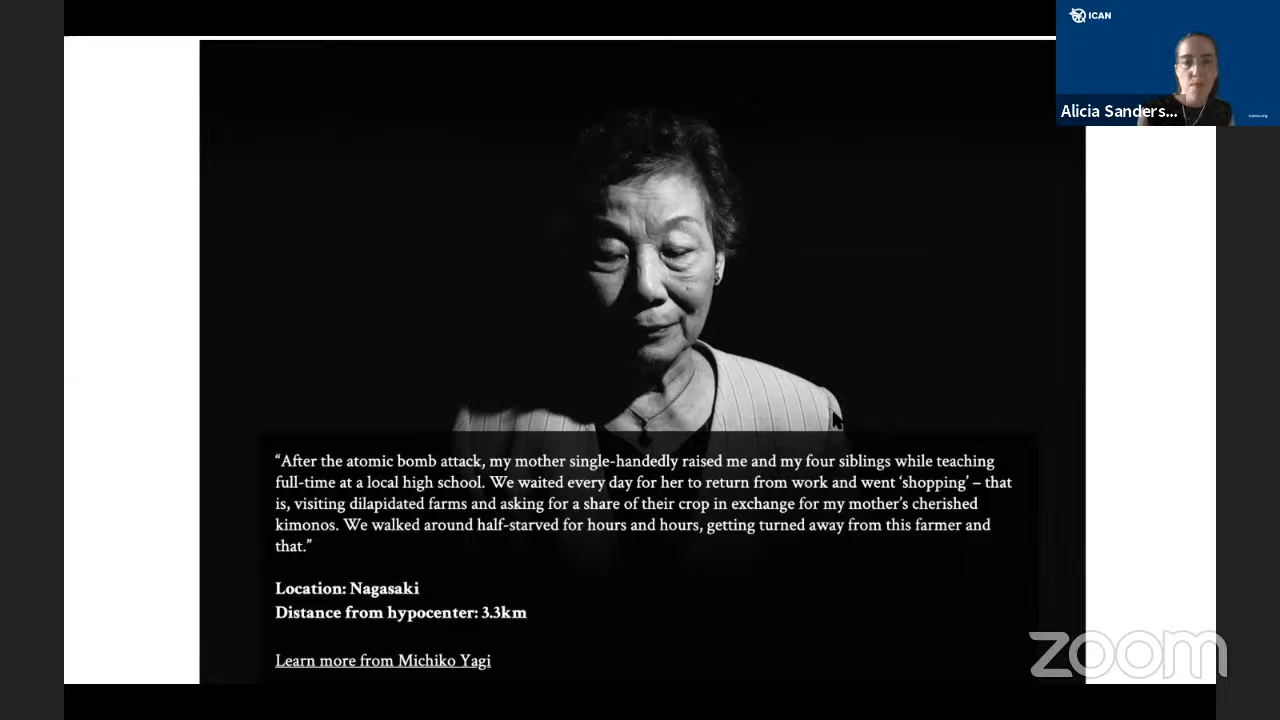 ICAN
Alicia Sanders...
“After the atomic bomb attack, my mother single-handedly raised me and my four siblings while teaching
full-time at a local high school. We waited every day for her to return from work and went ‘shopping’ – that
is, visiting dilapidated farms and asking for a share of their crop in exchange for my mother’s cherished
kimonos. We walked around half-starved for hours and hours, getting turned away from this farmer and
that.”
Location: Nagasaki
Distance from hypocenter: 3.3km
Learn more from Michiko Yagi
zoom